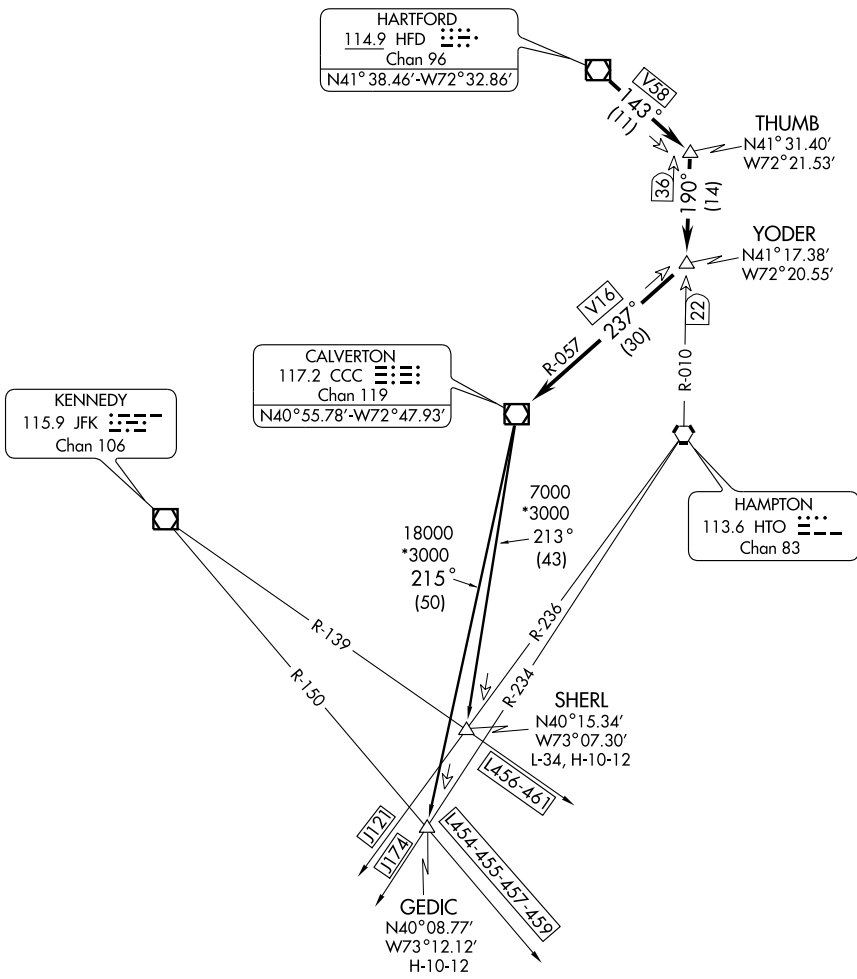 HARTFORD
114.9 HFD
Chan 96
N41°38.46’-W72°32.86’
V58
143°
(11)
THUMB
N41°31.40’
W72°21.53’
36
190°
(14)
YODER
N41°17.38’
W72°20.55’
V16
237°
(30)
R-057
22
R-010
CALVERTON
117.2 CCC
Chan 119
N40°55.78’-W72°47.93’
KENNEDY
115.9 JFK
Chan 106
HAMPTON
113.6 HTO
Chan 83
7000
*3000
213°
(43)
18000
*3000
215°
(50)
R-139
R-150
R-236
R-234
SHERL
N40°15.34’
W73°07.30’
L-34, H-10-12
L456-461
J121
J174
L454-455-457-459
GEDIC
N40°08.77’
W73°12.12’
H-10-12